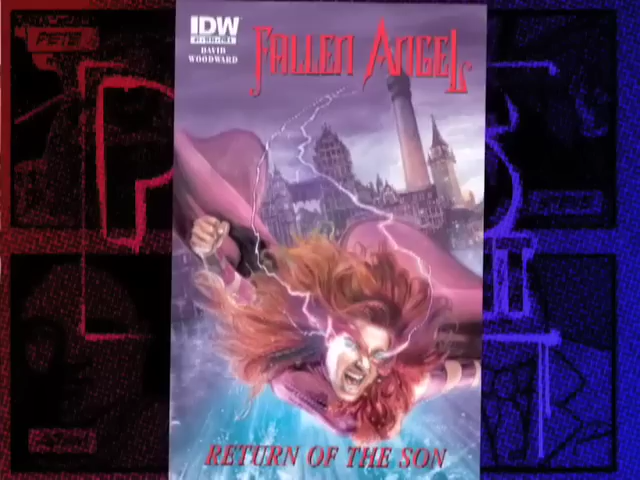 IDW
DAVID
WOODWARD
FALLEN ANGEL
RETURN OF THE SON